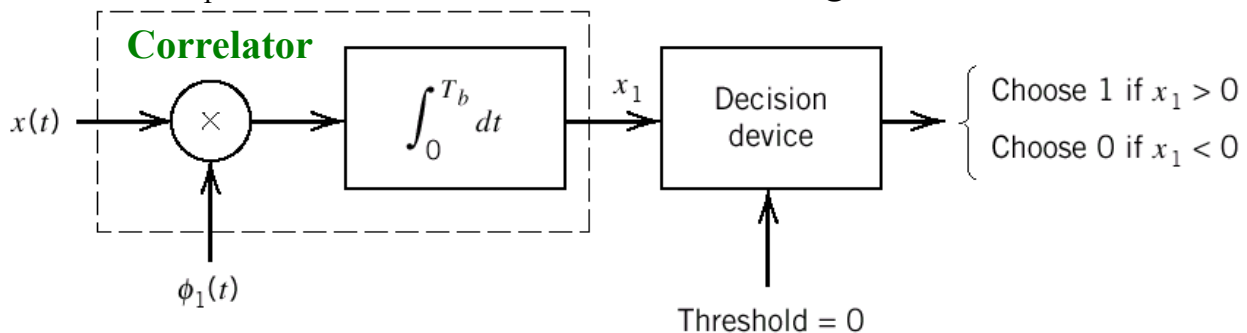 Correlator
x(t)
×
∫₀^{T_b} dt
x₁
Decision
device
Choose 1 if x₁ > 0
Choose 0 if x₁ < 0
ϕ₁(t)
Threshold = 0